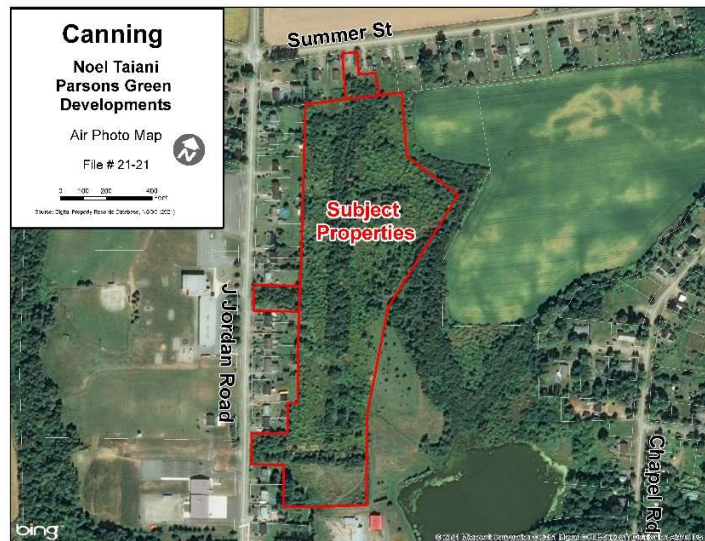 Canning
Noel Taiani
Parsons Green
Developments
Air Photo Map
N
File # 21-21
0 100 200 400
Feet
Summer St
Subject
Properties
J Jordan Road
Chapel Rd
bing